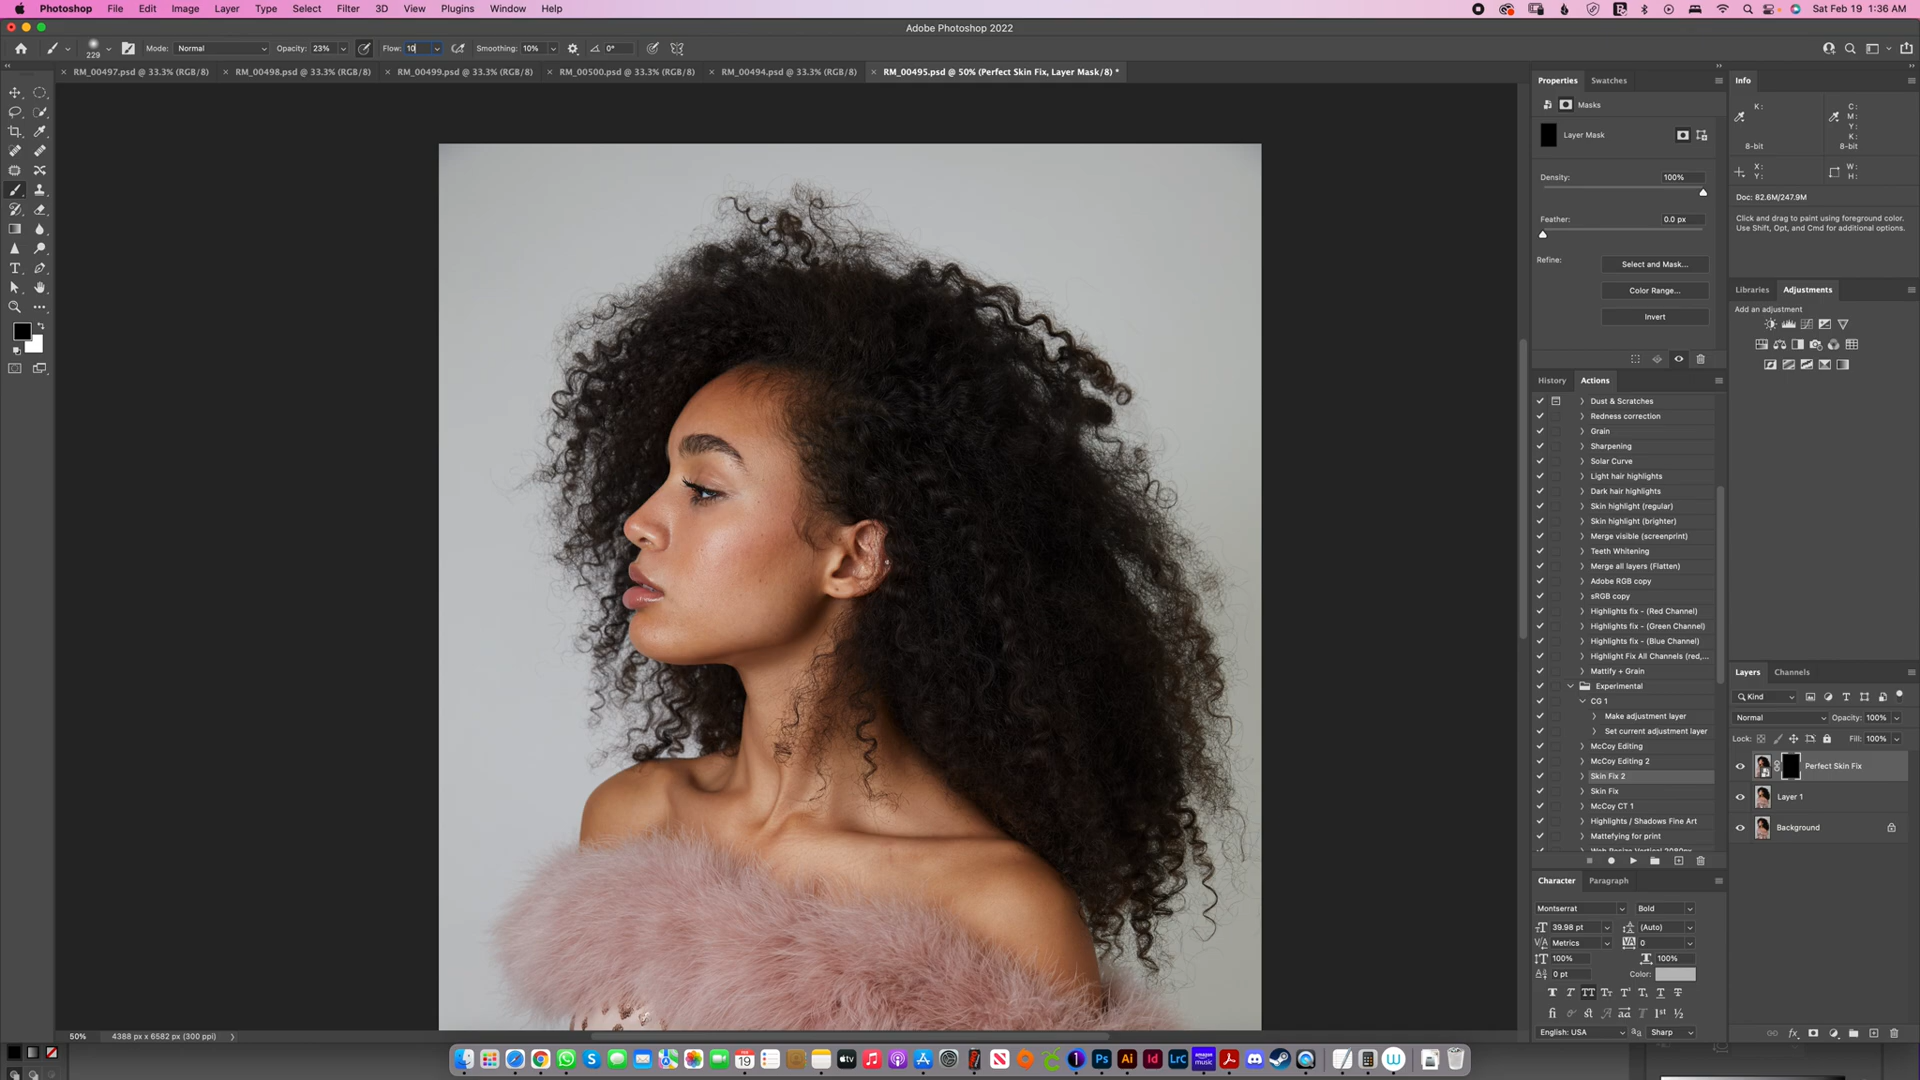 Photoshop File Edit Image Layer Type Select Filter 3D View Plugins Window Help Sat Feb 19 1:36 AM
Adobe Photoshop 2022
229 Mode: Normal Opacity: 23% Flow: 10 Smoothing: 10% 0°
RM_00497.psd @ 33.3% (RGB/8) RM_00498.psd @ 33.3% (RGB/8) RM_00499.psd @ 33.3% (RGB/8) RM_00500.psd @ 33.3% (RGB/8) RM_00494.psd @ 33.3% (RGB/8) RM_00495.psd @ 50% (Perfect Skin Fix, Layer Mask/8) *
Properties Swatches
Masks
Layer Mask
Density: 100%
Feather: 0.0 px
Refine: Select and Mask...
Color Range...
Invert
History Actions
Dust & Scratches
Redness correction
Grain
Sharpening
Solar Curve
Light hair highlights
Dark hair highlights
Skin highlight (regular)
Skin highlight (brighter)
Merge visible (screenprint)
Teeth Whitening
Merge all layers (Flatten)
Adobe RGB copy
sRGB copy
Highlights fix - (Red Channel)
Highlights fix - (Green Channel)
Highlights fix - (Blue Channel)
Highlight Fix All Channels (red,...
Mattify + Grain
Experimental
CG 1
Make adjustment layer
Set current adjustment layer
McCoy Editing
McCoy Editing 2
Skin Fix 2
Skin Fix
McCoy CT 1
Highlights / Shadows Fine Art
Mattefying for print
Character Paragraph
Montserrat Bold
39.98 pt (Auto)
Metrics 0
100% 100%
0 pt Color:
English: USA Sharp
Info
K: C:
M:
Y:
K:
8-bit 8-bit
X: W:
Y: H:
Doc: 82.6M/247.9M
Click and drag to paint using foreground color.
Use Shift, Opt, and Cmd for additional options.
Libraries Adjustments
Add an adjustment
Layers Channels
Kind
Normal Opacity: 100%
Lock: Fill: 100%
Perfect Skin Fix
Layer 1
Background
50% 4388 px x 6582 px (300 ppi)